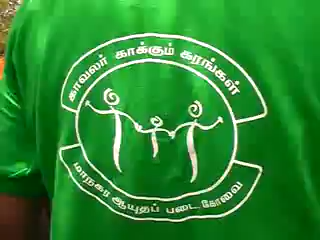 காவலர் காக்கும் கரங்கள்
மாநகர ஆயுதப் படை, கோவை